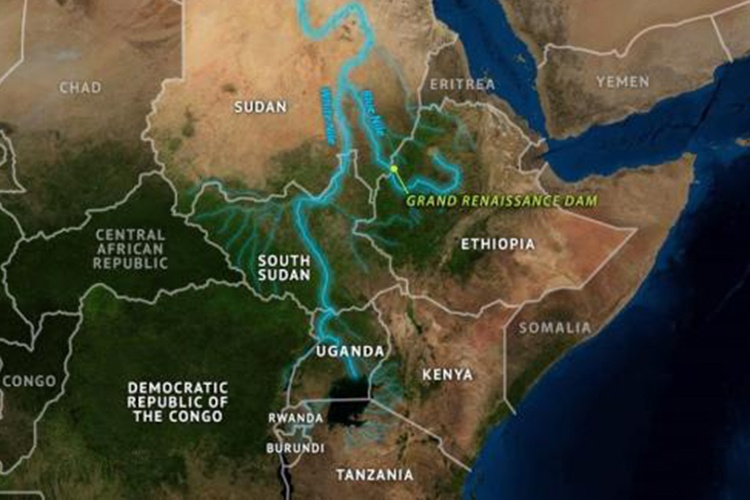 CHAD
SUDAN
White Nile
Blue Nile
ERITREA
YEMEN
GRAND RENAISSANCE DAM
CENTRAL
AFRICAN
REPUBLIC
SOUTH
SUDAN
ETHIOPIA
SOMALIA
UGANDA
KENYA
CONGO
DEMOCRATIC
REPUBLIC OF
THE CONGO
RWANDA
BURUNDI
TANZANIA